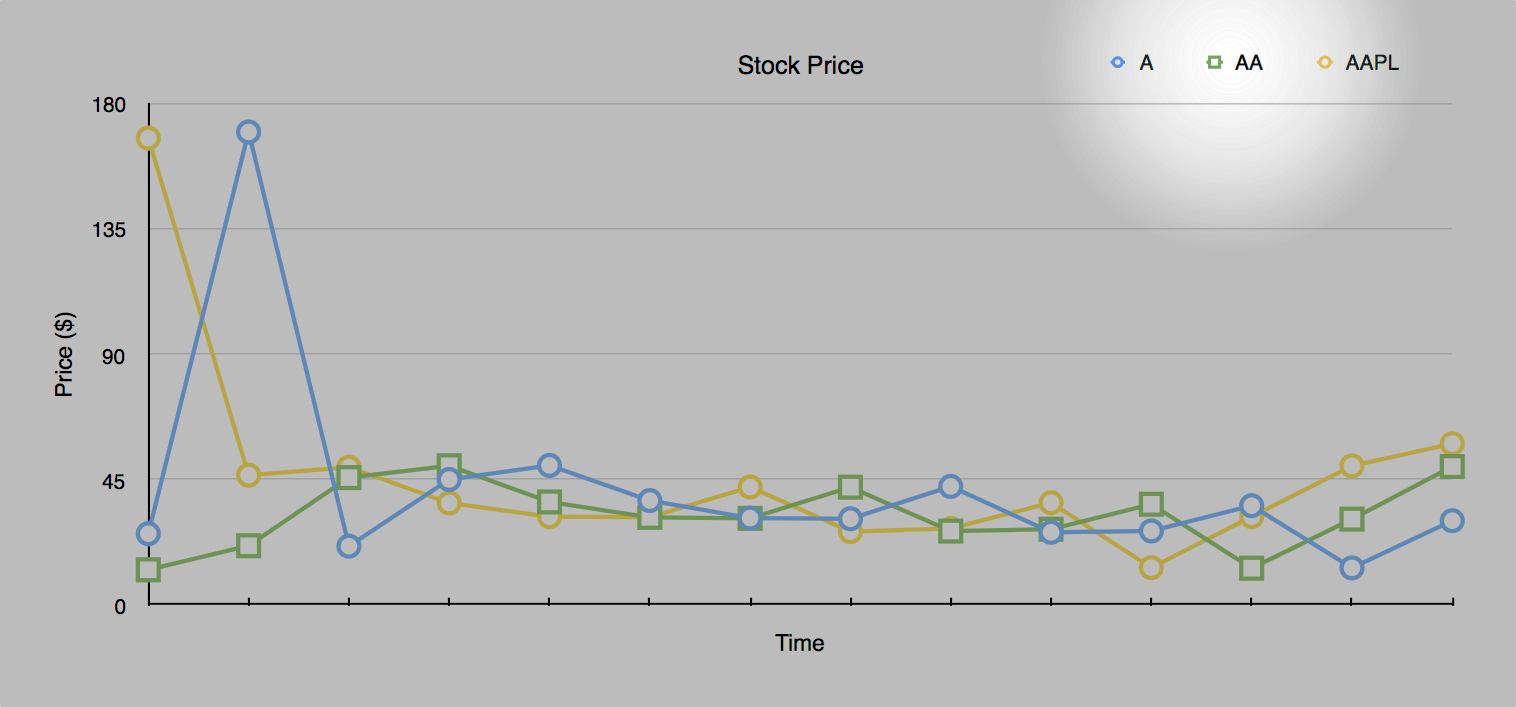 Stock Price
A AA AAPL
180
135
90
45
0
Price ($)
Time